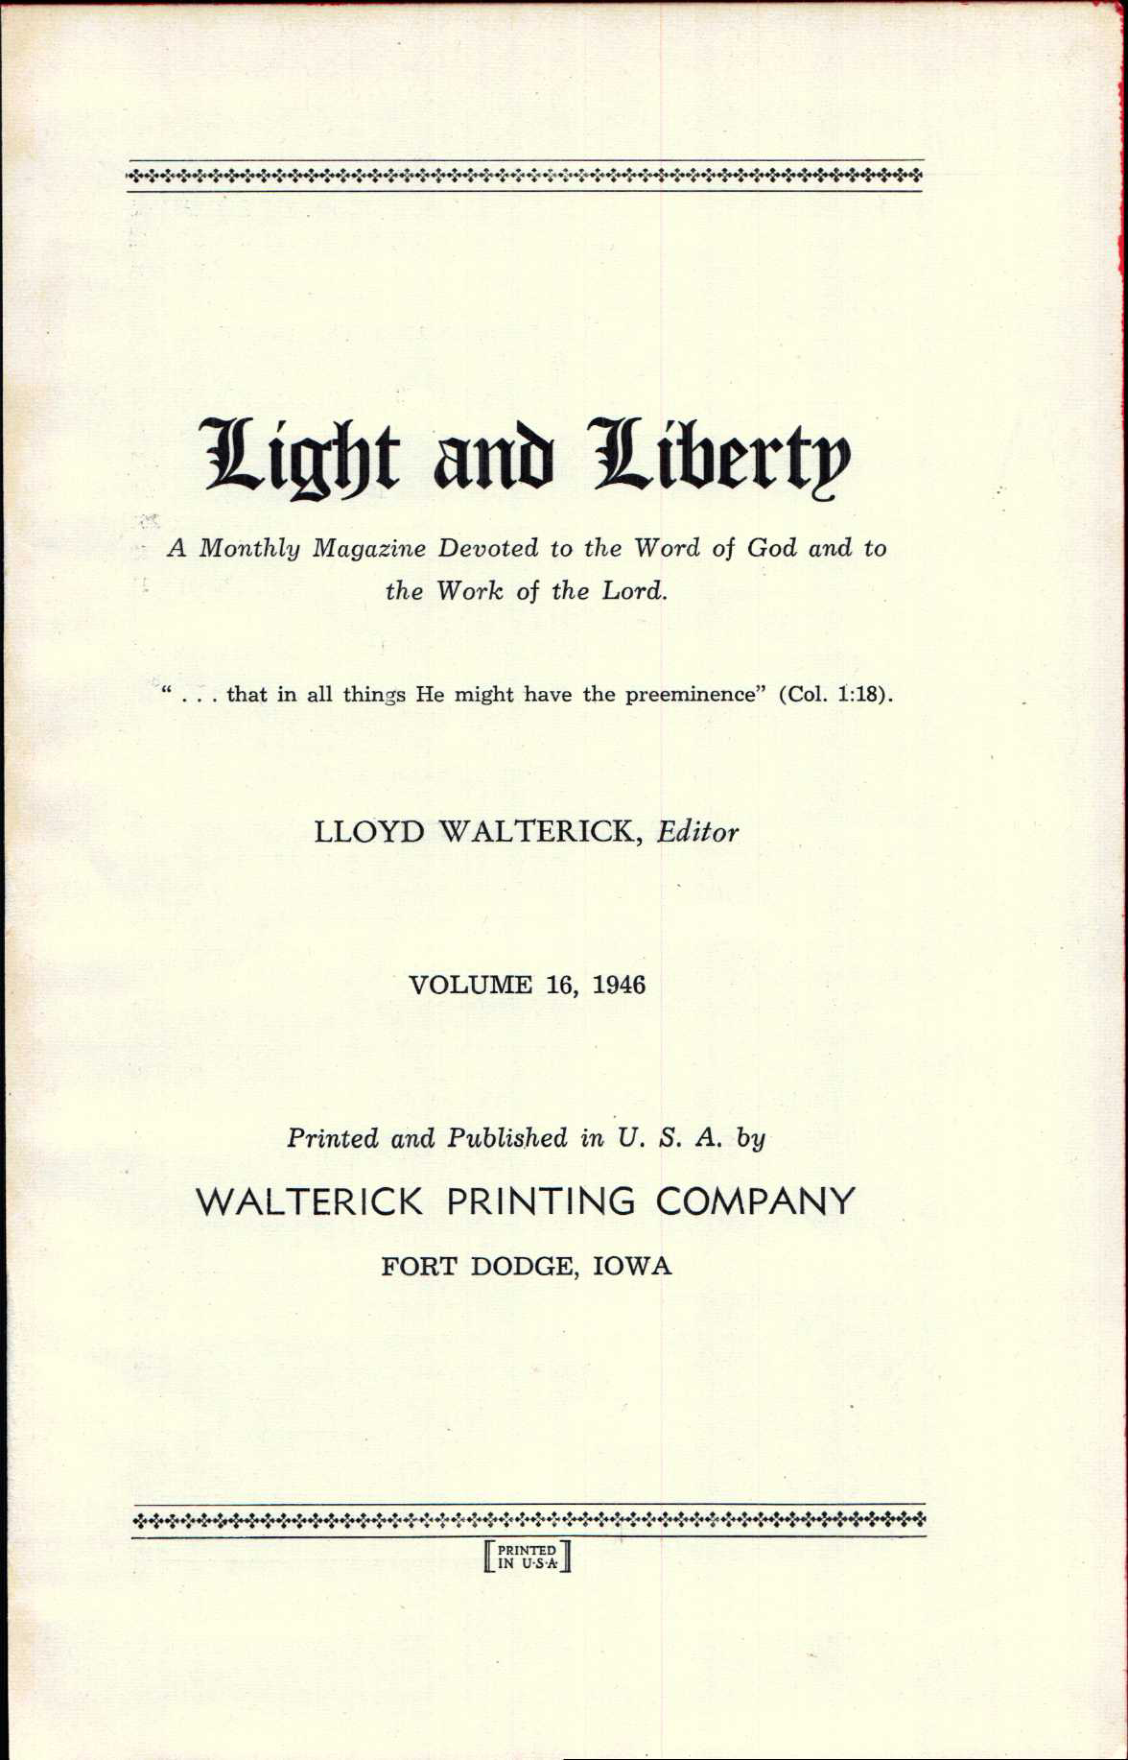 Light and Liberty
A Monthly Magazine Devoted to the Word of God and to
the Work of the Lord.
“ . . . that in all things He might have the preeminence” (Col. 1:18).
LLOYD WALTERICK, Editor
VOLUME 16, 1946
Printed and Published in U. S. A. by
WALTERICK PRINTING COMPANY
FORT DODGE, IOWA
[PRINTED
IN U·S·A·]